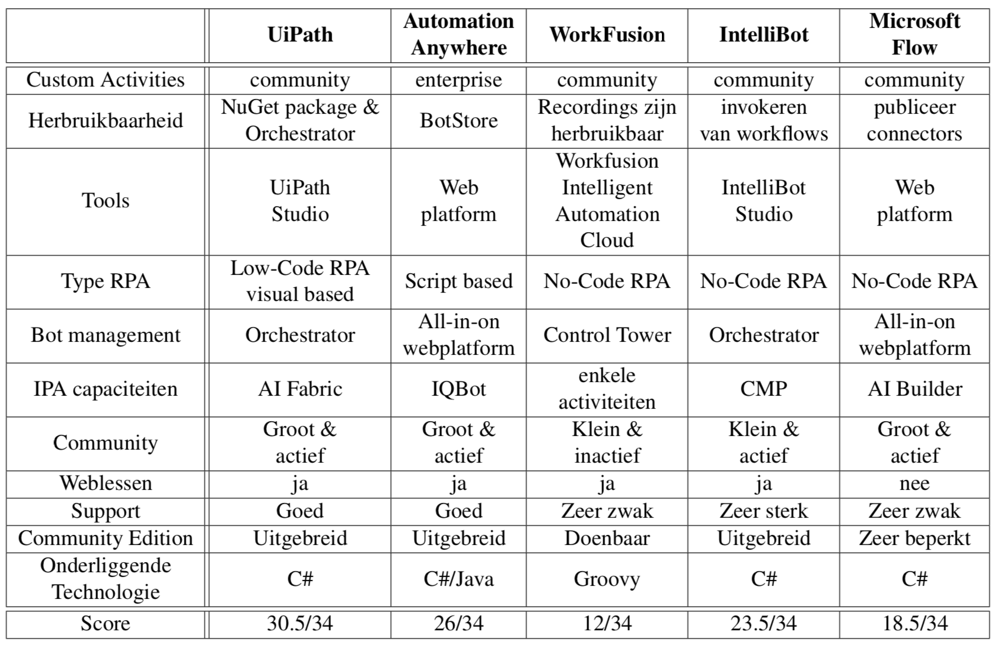 UiPath Automation Anywhere WorkFusion IntelliBot Microsoft Flow
Custom Activities community enterprise community community community
Herbruikbaarheid NuGet package & Orchestrator BotStore Recordings zijn herbruikbaar invokeren van workflows publiceer connectors
Tools UiPath Studio Web platform Workfusion Intelligent Automation Cloud IntelliBot Studio Web platform
Type RPA Low-Code RPA visual based Script based No-Code RPA No-Code RPA No-Code RPA
Bot management Orchestrator All-in-on webplatform Control Tower Orchestrator All-in-on webplatform
IPA capaciteiten AI Fabric IQBot enkele activiteiten CMP AI Builder
Community Groot & actief Groot & actief Klein & inactief Klein & actief Groot & actief
Weblessen ja ja ja ja nee
Support Goed Goed Zeer zwak Zeer sterk Zeer zwak
Community Edition Uitgebreid Uitgebreid Doenbaar Uitgebreid Zeer beperkt
Onderliggende Technologie C# C#/Java Groovy C# C#
Score 30.5/34 26/34 12/34 23.5/34 18.5/34